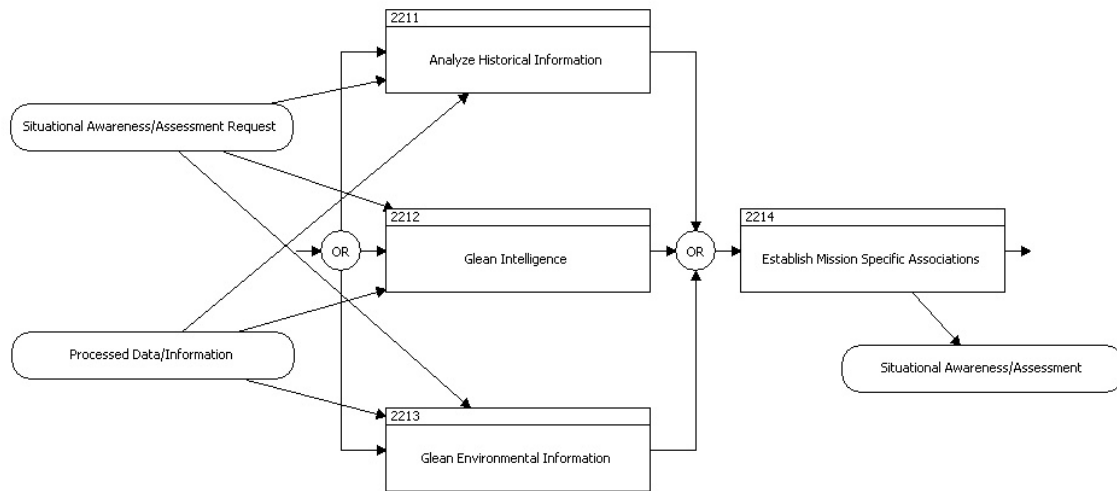 2211
Analyze Historical Information
Situational Awareness/Assessment Request
2212
Glean Intelligence
OR
OR
2214
Establish Mission Specific Associations
Processed Data/Information
Situational Awareness/Assessment
2213
Glean Environmental Information